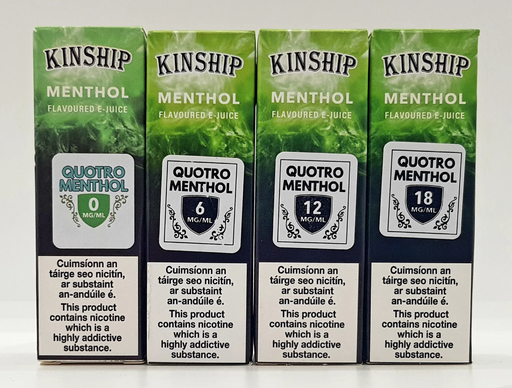 KINSHIP
MENTHOL
FLAVOURED E-JUICE
QUOTRO
MENTHOL
0
MG/ML
Cuimsíonn an
táirge seo nicitín,
ar substaint
an-andúile é.
This product
contains nicotine
which is a
highly addictive
substance.
KINSHIP
MENTHOL
FLAVOURED E-JUICE
QUOTRO
MENTHOL
6
MG/ML
Cuimsíonn an
táirge seo nicitín,
ar substaint
an-andúile é.
This product
contains nicotine
which is a
highly addictive
substance.
KINSHIP
MENTHOL
FLAVOURED E-JUICE
QUOTRO
MENTHOL
12
MG/ML
Cuimsíonn an
táirge seo nicitín,
ar substaint
an-andúile é.
This product
contains nicotine
which is a
highly addictive
substance.
KINSHIP
MENTHOL
FLAVOURED E-JUICE
QUOTRO
MENTHOL
18
MG/ML
Cuimsíonn an
táirge seo nicitín,
ar substaint
an-andúile é.
This product
contains nicotine
which is a
highly addictive
substance.